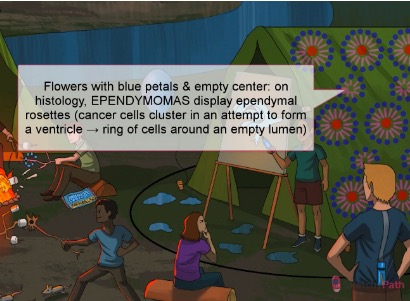 Flowers with blue petals & empty center: on
histology, EPENDYMOMAS display ependymal
rosettes (cancer cells cluster in an attempt to form
a ventricle → ring of cells around an empty lumen)
Path